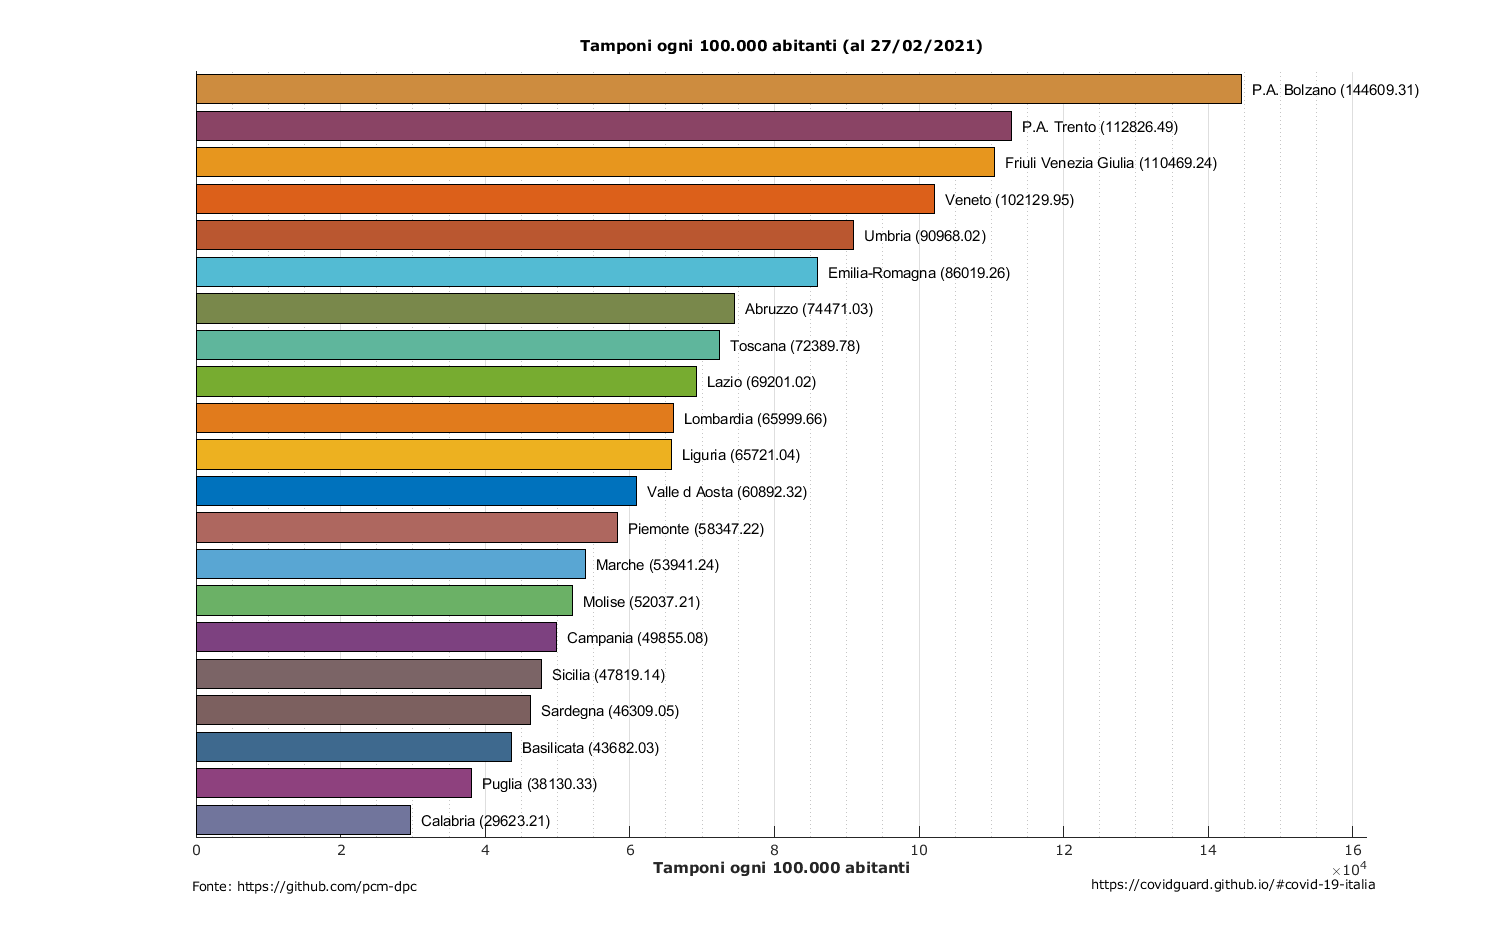 Tamponi ogni 100.000 abitanti (al 27/02/2021)
P.A. Bolzano (144609.31)
P.A. Trento (112826.49)
Friuli Venezia Giulia (110469.24)
Veneto (102129.95)
Umbria (90968.02)
Emilia-Romagna (86019.26)
Abruzzo (74471.03)
Toscana (72389.78)
Lazio (69201.02)
Lombardia (65999.66)
Liguria (65721.04)
Valle d Aosta (60892.32)
Piemonte (58347.22)
Marche (53941.24)
Molise (52037.21)
Campania (49855.08)
Sicilia (47819.14)
Sardegna (46309.05)
Basilicata (43682.03)
Puglia (38130.33)
Calabria (29623.21)
0 2 4 6 8 10 12 14 16
×10⁴
Tamponi ogni 100.000 abitanti
Fonte: https://github.com/pcm-dpc
https://covidguard.github.io/#covid-19-italia